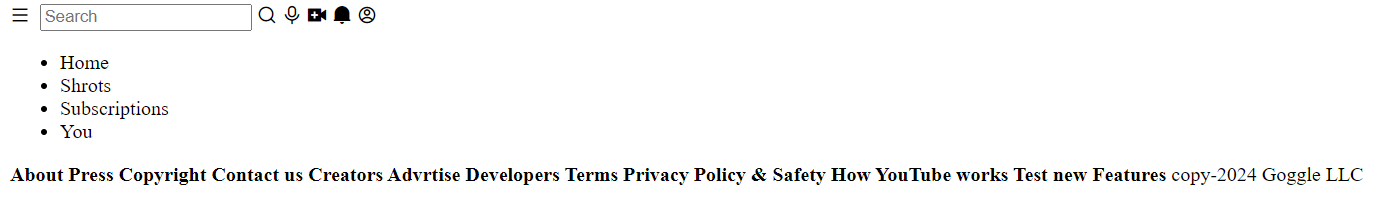 Search
Home
Shrots
Subscriptions
You
About Press Copyright Contact us Creators Advrtise Developers Terms Privacy Policy & Safety How YouTube works Test new Features copy-2024 Goggle LLC